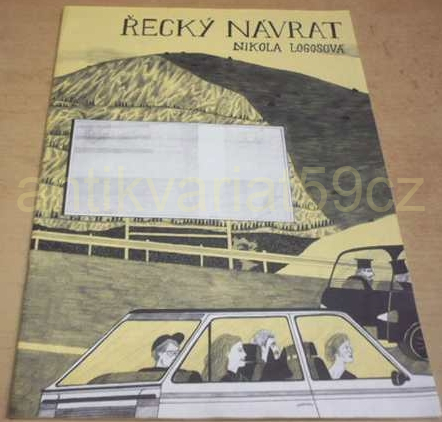 ŘECKÝ NÁVRAT
NIKOLA LOGOSOVÁ
antikvariat59cz